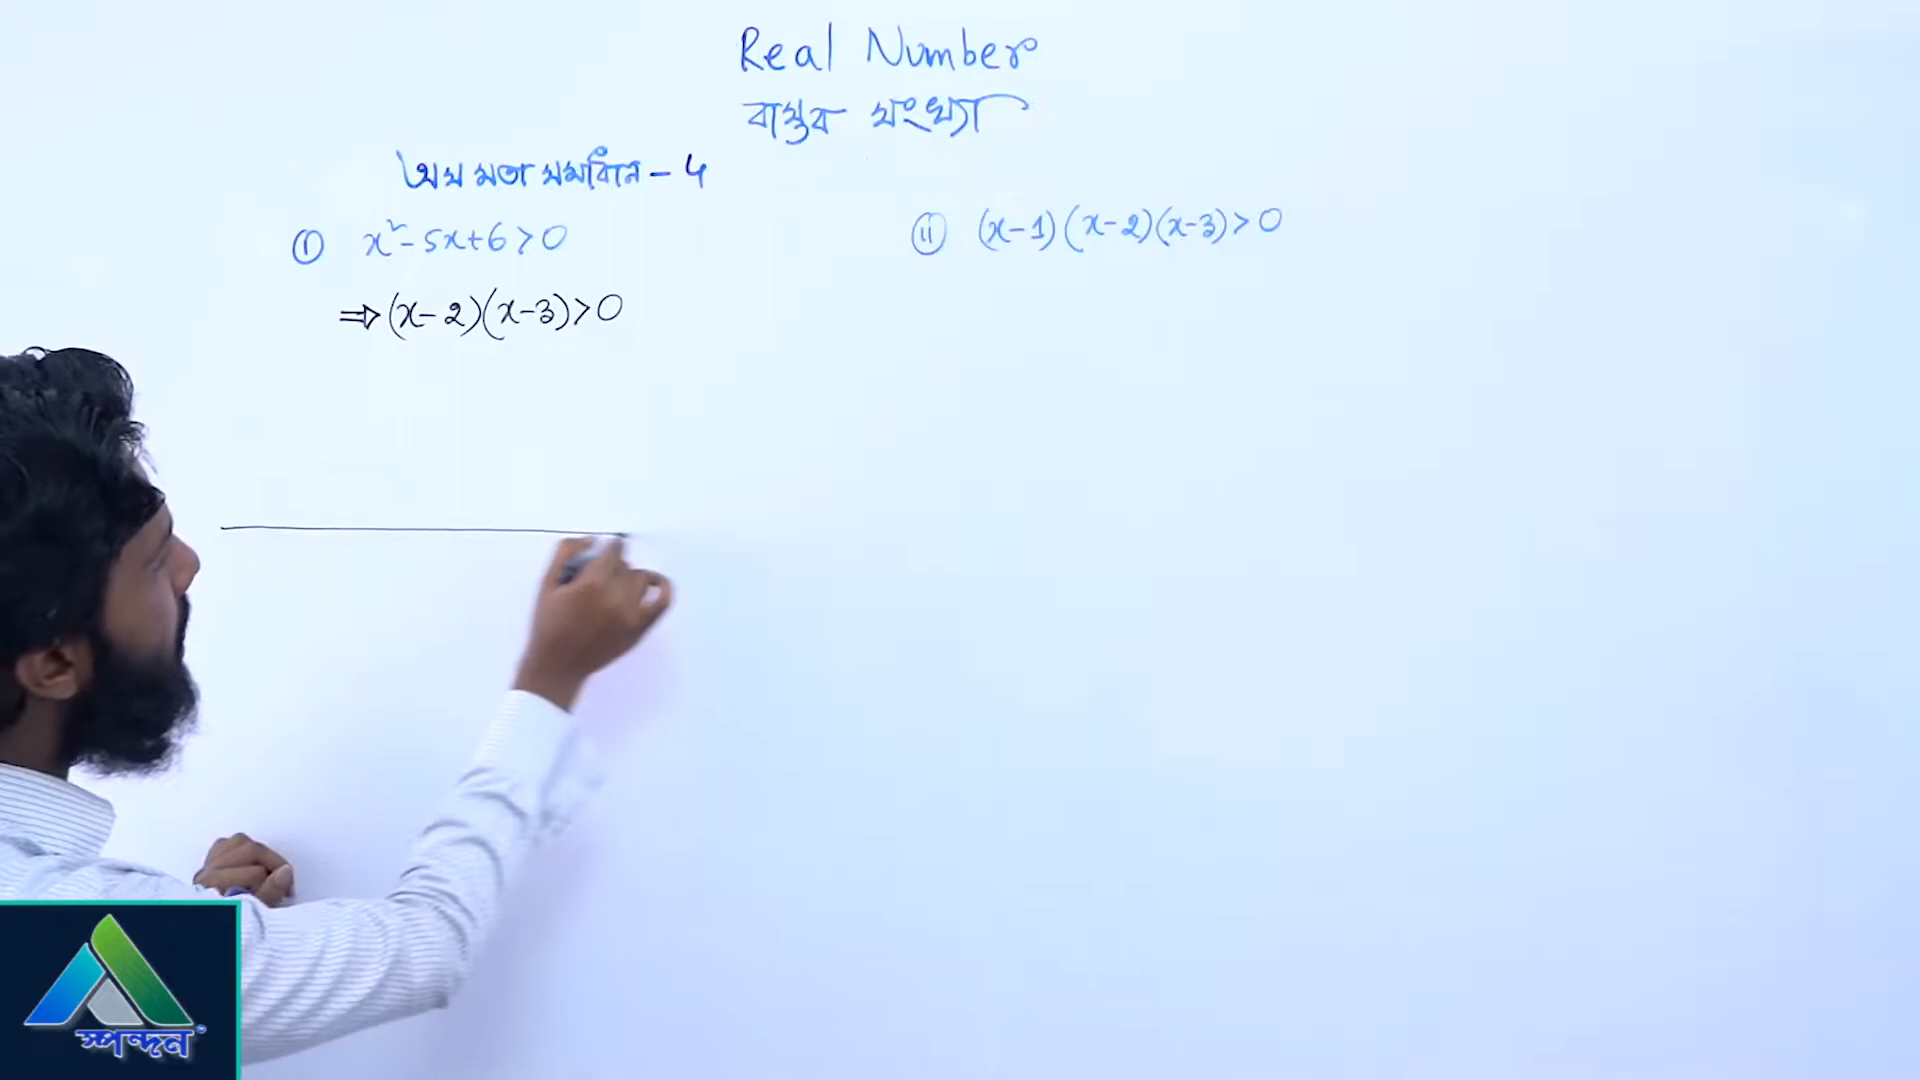 Real Number
বাস্তব সংখ্যা
অসমতা সমাধান - 4
(i) x² - 5x + 6 > 0
(ii) (x-1)(x-2)(x-3) > 0
⇒ (x-2)(x-3) > 0
স্পন্দন